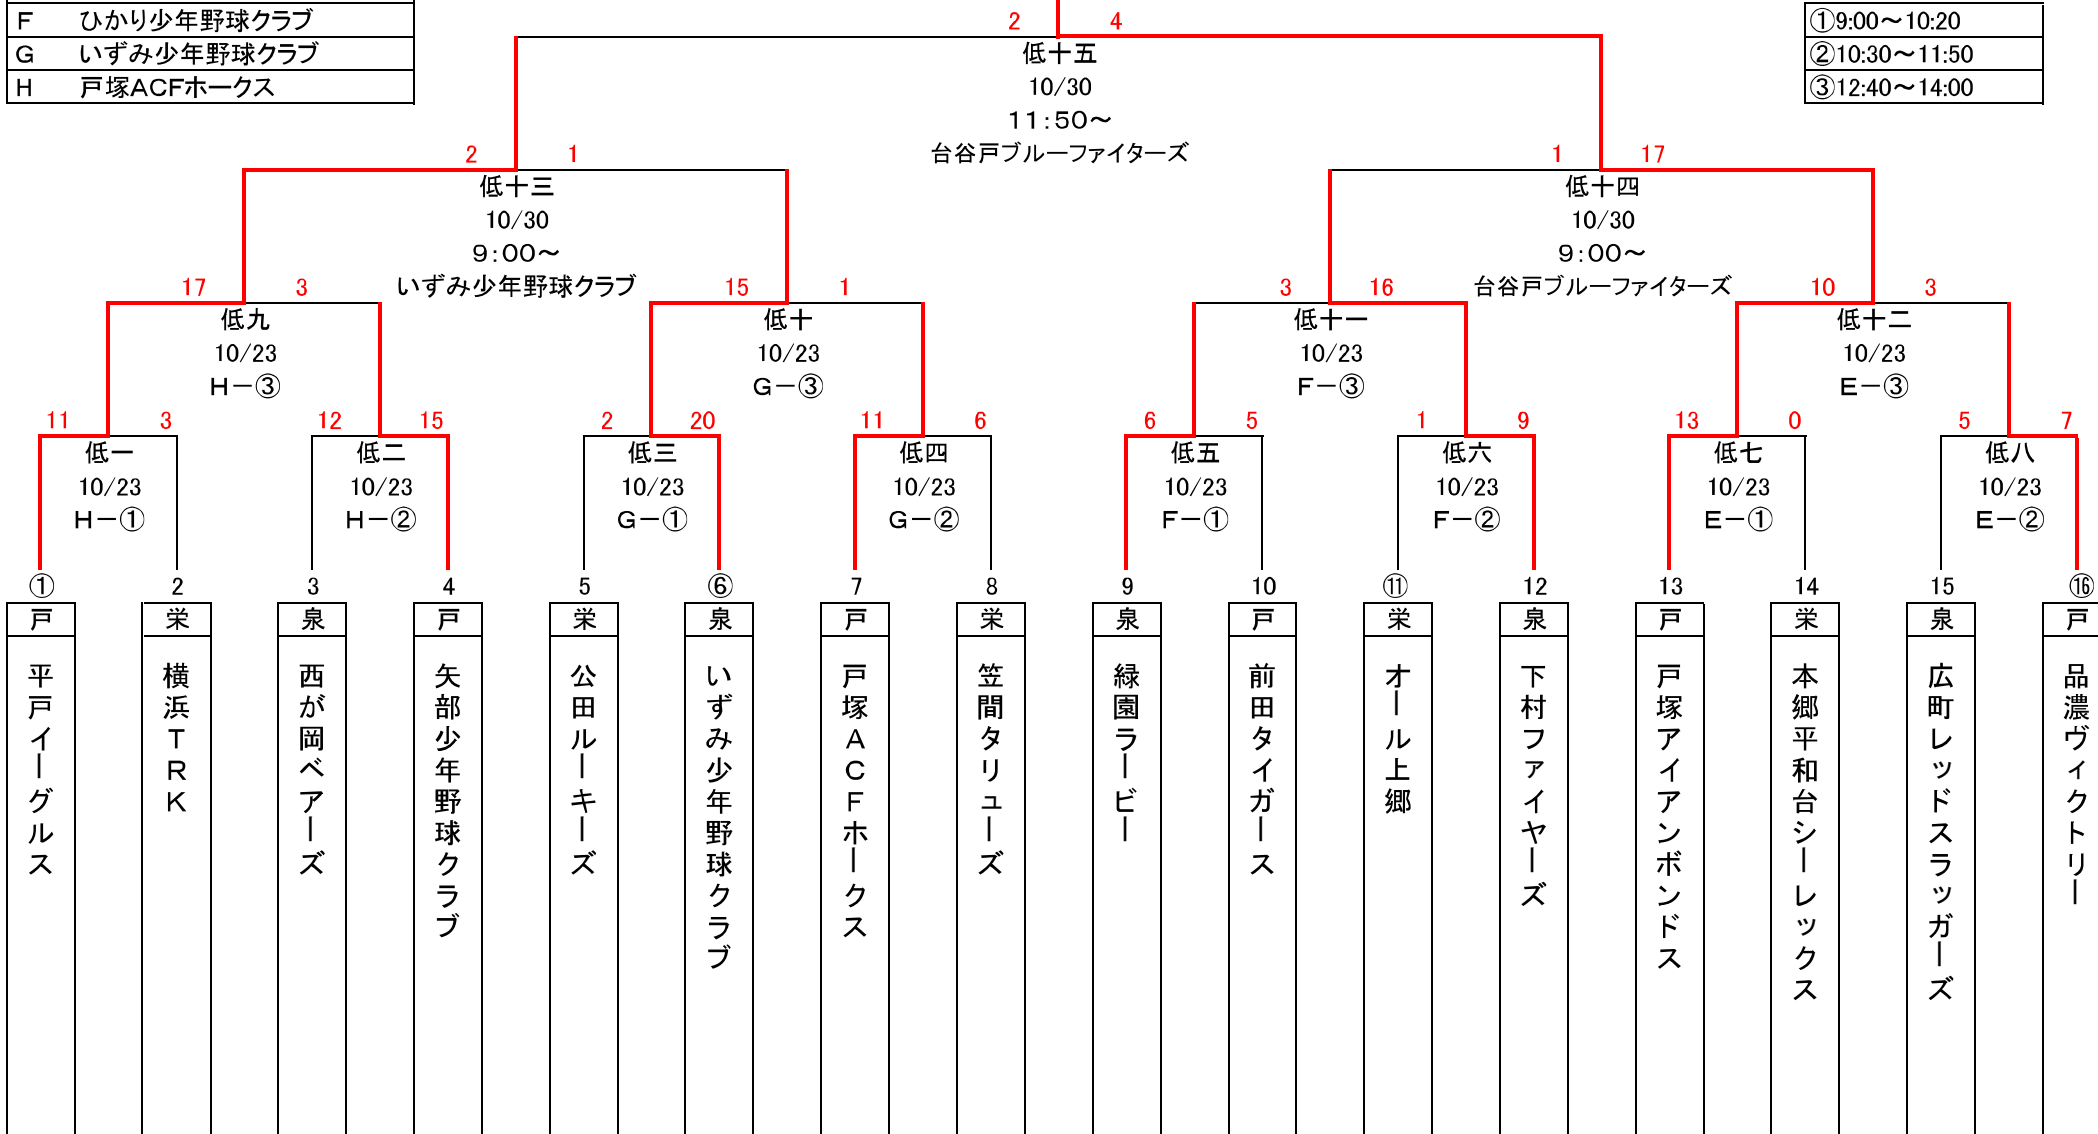 F ひかり少年野球クラブ
G いずみ少年野球クラブ
H 戸塚ACFホークス
①9:00～10:20
②10:30～11:50
③12:40～14:00
2 4
低十五
10/30
11:50～
台谷戸ブルーファイターズ
2 1
低十三
10/30
9:00～
いずみ少年野球クラブ
1 17
低十四
10/30
9:00～
台谷戸ブルーファイターズ
17 3
低九
10/23
H－③
15 1
低十
10/23
G－③
3 16
低十一
10/23
F－③
10 3
低十二
10/23
E－③
11 3
低一
10/23
H－①
12 15
低二
10/23
H－②
2 20
低三
10/23
G－①
11 6
低四
10/23
G－②
6 5
低五
10/23
F－①
1 9
低六
10/23
F－②
13 0
低七
10/23
E－①
5 7
低八
10/23
E－②
① 2 3 4 5 ⑥ 7 8 9 10 ⑪ 12 13 14 15 ⑯
戸 栄 泉 戸 栄 泉 戸 栄 泉 戸 栄 泉 戸 栄 泉 戸
平戸イーグルス
横浜TRK
西が岡ベアーズ
矢部少年野球クラブ
公田ルーキーズ
いずみ少年野球クラブ
戸塚ACFホークス
笠間タリューズ
緑園ラービー
前田タイガース
オール上郷
下村ファイヤーズ
戸塚アイアンボンドス
本郷平和台シーレックス
広町レッドスラッガーズ
品濃ヴィクトリー